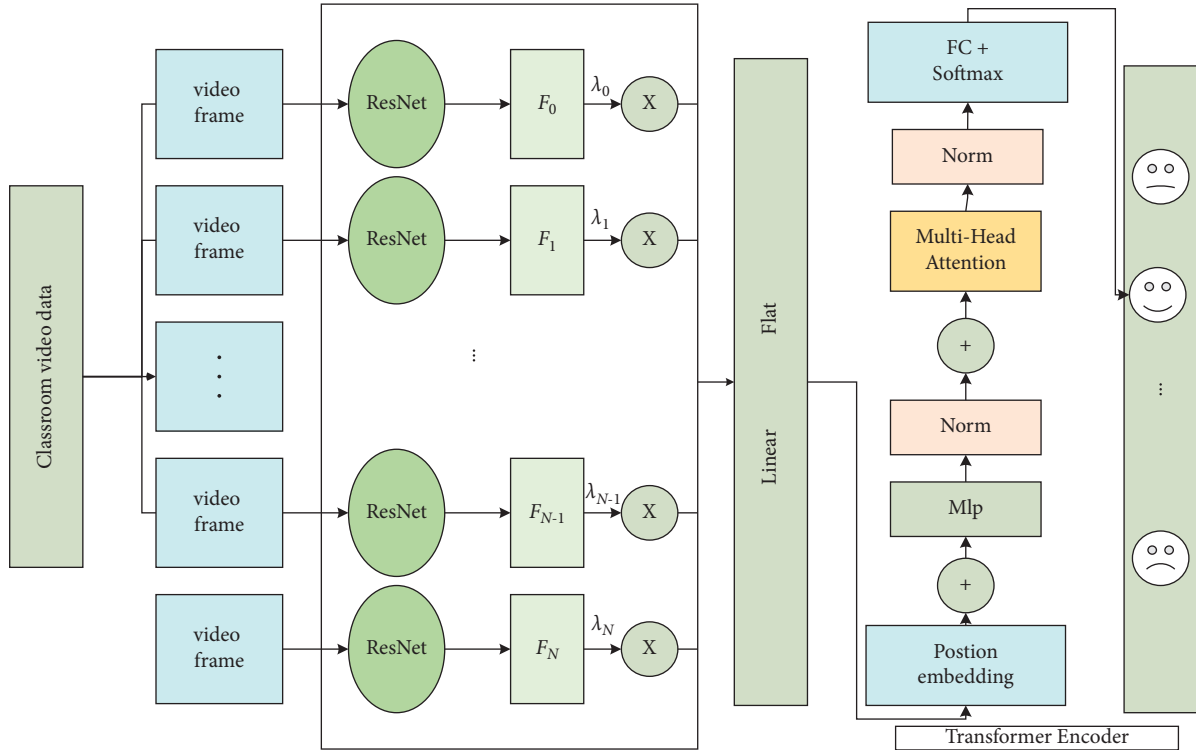 Classroom video data
video
frame
ResNet
F0
λ0
X
video
frame
ResNet
F1
λ1
X
...
...
video
frame
ResNet
FN-1
λN-1
X
video
frame
ResNet
FN
λN
X
Linear Flat
FC +
Softmax
Norm
Multi-Head
Attention
+
Norm
Mlp
+
Postion
embedding
Transformer Encoder
...